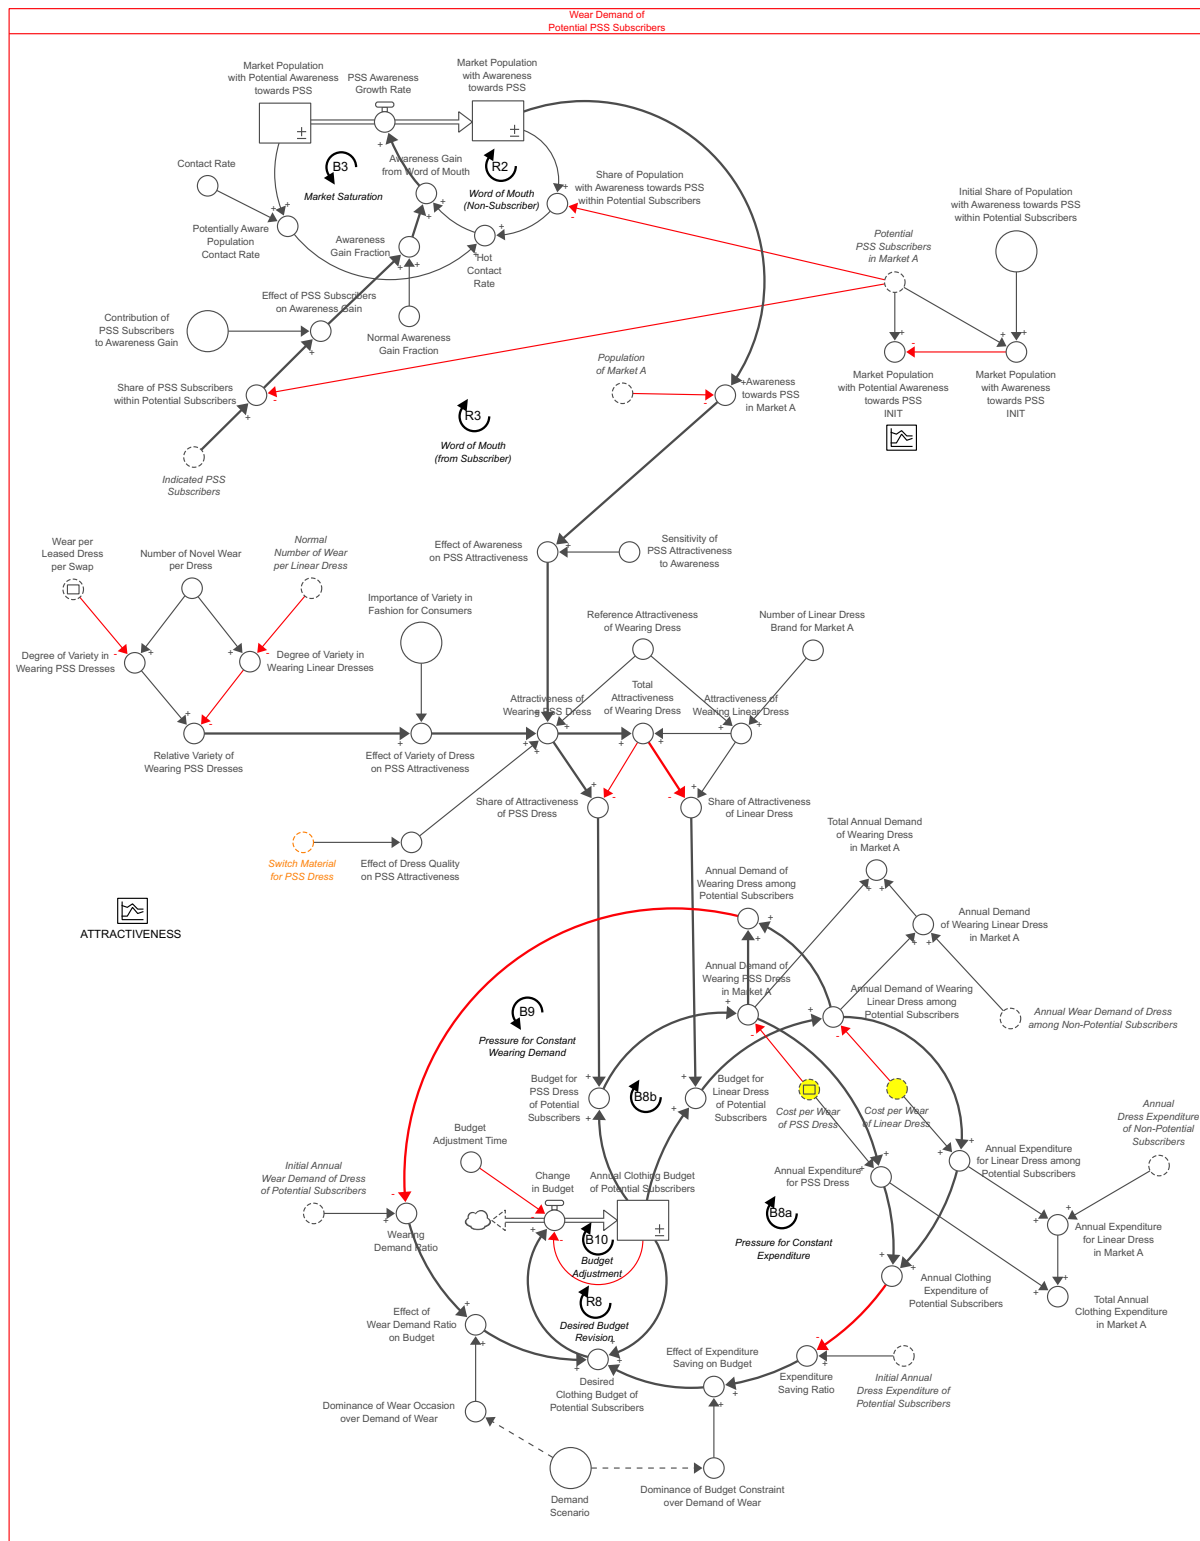 Wear Demand of
Potential PSS Subscribers
Market Population
with Potential Awareness
towards PSS
PSS Awareness
Growth Rate
Market Population
with Awareness
towards PSS
Contact Rate
B3
Market Saturation
Awareness Gain
from Word of Mouth
R2
Word of Mouth
(Non-Subscriber)
Share of Population
with Awareness towards PSS
within Potential Subscribers
Initial Share of Population
with Awareness towards PSS
within Potential Subscribers
Potentially Aware
Population
Contact Rate
Awareness
Gain Fraction
Hot
Contact
Rate
Potential
PSS Subscribers
in Market A
Effect of PSS Subscribers
on Awareness Gain
Contribution of
PSS Subscribers
to Awareness Gain
Normal Awareness
Gain Fraction
Population
of Market A
Market Population
with Potential Awareness
towards PSS
INIT
Market Population
with Awareness
towards PSS
INIT
Share of PSS Subscribers
within Potential Subscribers
Awareness
towards PSS
in Market A
R3
Word of Mouth
(from Subscriber)
Indicated PSS
Subscribers
Wear per
Leased Dress
per Swap
Number of Novel Wear
per Dress
Normal
Number of Wear
per Linear Dress
Effect of Awareness
on PSS Attractiveness
Sensitivity of
PSS Attractiveness
to Awareness
Importance of Variety in
Fashion for Consumers
Reference Attractiveness
of Wearing Dress
Number of Linear Dress
Brand for Market A
Degree of Variety in
Wearing PSS Dresses
Degree of Variety in
Wearing Linear Dresses
Attractiveness of
Wearing PSS Dress
Total
Attractiveness
of Wearing Dress
Attractiveness of
Wearing Linear Dress
Relative Variety of
Wearing PSS Dresses
Effect of Variety of Dress
on PSS Attractiveness
Share of Attractiveness
of PSS Dress
Share of Attractiveness
of Linear Dress
Switch Material
for PSS Dress
Effect of Dress Quality
on PSS Attractiveness
Total Annual Demand
of Wearing Dress
in Market A
Annual Demand of
Wearing Dress among
Potential Subscribers
ATTRACTIVENESS
Annual Demand
of Wearing Linear Dress
in Market A
Annual Demand of
Wearing PSS Dress
in Market A
Annual Demand of Wearing
Linear Dress among
Potential Subscribers
Annual Wear Demand of Dress
among Non-Potential Subscribers
B9
Pressure for Constant
Wearing Demand
Budget for
PSS Dress
of Potential
Subscribers
B8b
Budget for
Linear Dress
of Potential
Subscribers
Cost per Wear
of PSS Dress
Cost per Wear
of Linear Dress
Annual
Dress Expenditure
of Non-Potential
Subscribers
Budget
Adjustment Time
Initial Annual
Wear Demand of Dress
of Potential Subscribers
Change
in Budget
Annual Clothing Budget
of Potential Subscribers
Annual Expenditure
for PSS Dress
Annual Expenditure
for Linear Dress among
Potential Subscribers
Wearing
Demand Ratio
B10
Budget
Adjustment
B8a
Pressure for Constant
Expenditure
Annual Expenditure
for Linear Dress
in Market A
Annual Clothing
Expenditure of
Potential Subscribers
Total Annual
Clothing Expenditure
in Market A
R8
Desired Budget
Revision
Effect of
Wear Demand Ratio
on Budget
Effect of Expenditure
Saving on Budget
Expenditure
Saving Ratio
Initial Annual
Dress Expenditure of
Potential Subscribers
Desired
Clothing Budget of
Potential Subscribers
Dominance of Wear Occasion
over Demand of Wear
Demand
Scenario
Dominance of Budget Constraint
over Demand of Wear